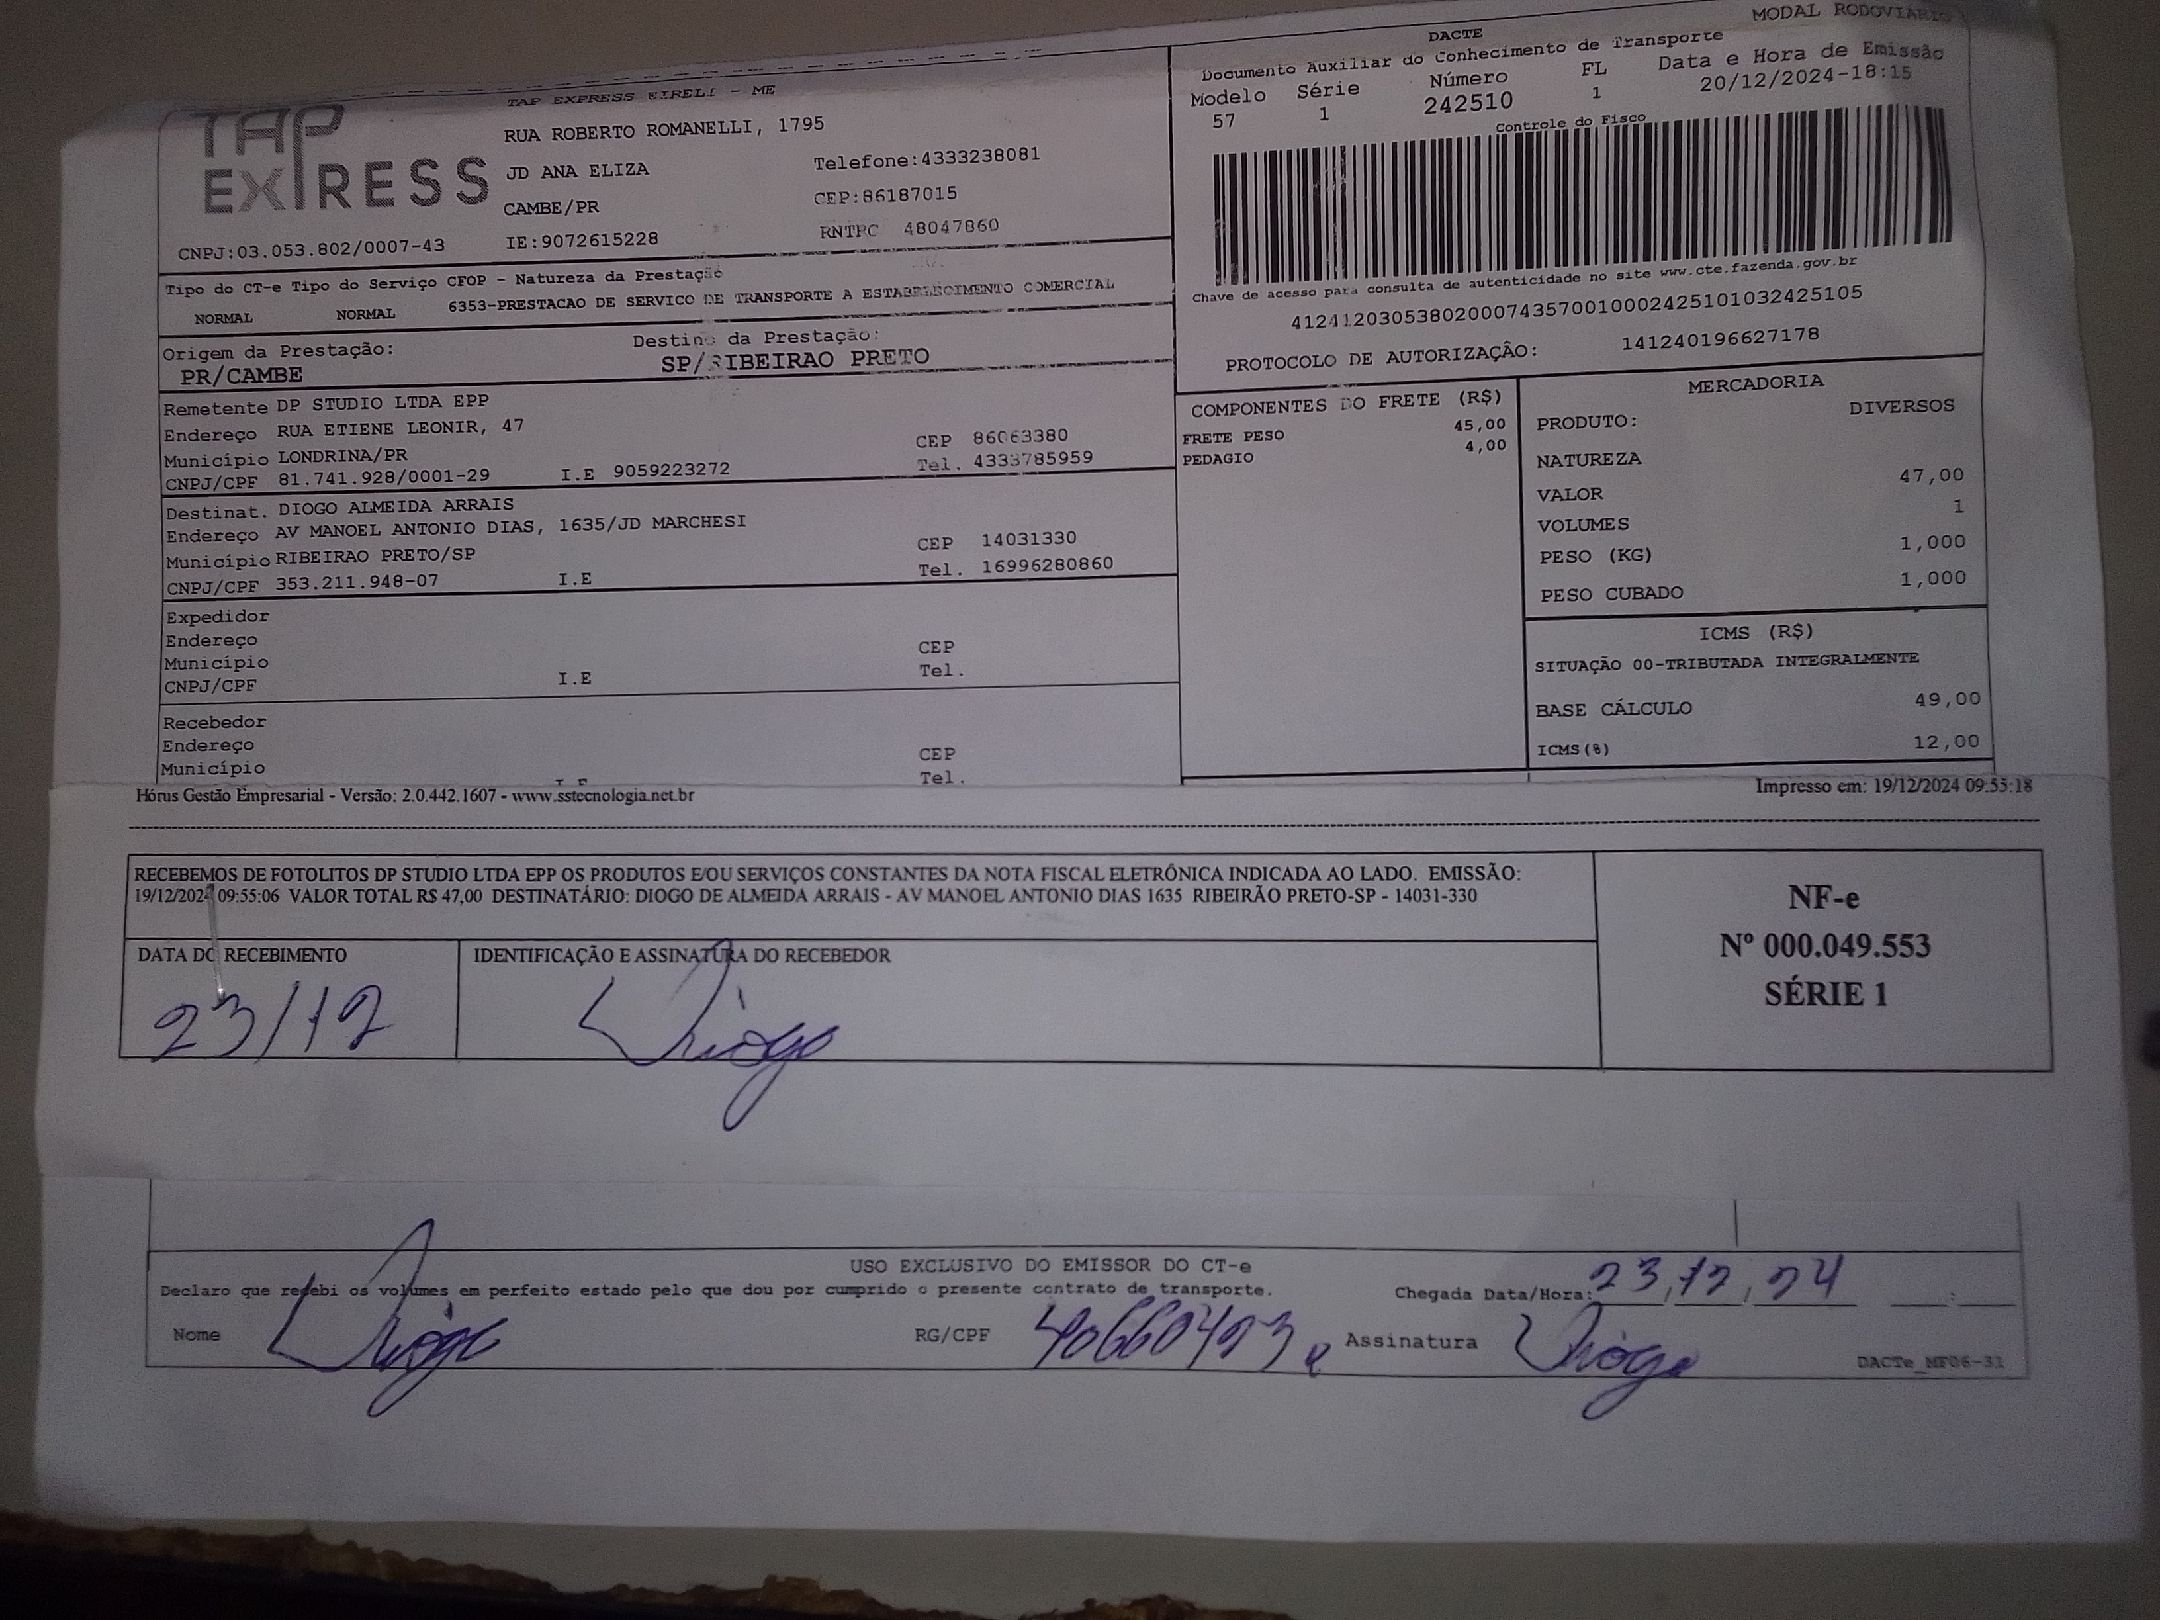 MODAL RODOVIÁRIO
TAP EXPRESS
TAP EXPRESS EIRELI - ME
RUA ROBERTO ROMANELLI, 1795
JD ANA ELIZA Telefone:4333238081
CAMBE/PR CEP:86187015
CNPJ:03.053.802/0007-43 IE:9072615228 RNTRC 48047860
DACTE
Documento Auxiliar do Conhecimento de Transporte
Modelo Série Número FL Data e Hora de Emissão
57 1 242510 1 20/12/2024-18:15
Controle do Fisco
Chave de acesso para consulta de autenticidade no site www.cte.fazenda.gov.br
41241203053802000743570010002425101032425105
PROTOCOLO DE AUTORIZAÇÃO: 141240196627178
Tipo do CT-e Tipo do Serviço CFOP - Natureza da Prestação
NORMAL NORMAL 6353-PRESTACAO DE SERVICO DE TRANSPORTE A ESTABELECIMENTO COMERCIAL
Origem da Prestação: Destino da Prestação:
PR/CAMBE SP/RIBEIRAO PRETO
Remetente DP STUDIO LTDA EPP
Endereço RUA ETIENE LEONIR, 47 CEP 86063380
Município LONDRINA/PR Tel. 4333785959
CNPJ/CPF 81.741.928/0001-29 I.E 9059223272
Destinat. DIOGO ALMEIDA ARRAIS
Endereço AV MANOEL ANTONIO DIAS, 1635/JD MARCHESI CEP 14031330
Município RIBEIRAO PRETO/SP Tel. 16996280860
CNPJ/CPF 353.211.948-07 I.E
Expedidor
Endereço CEP
Município Tel.
CNPJ/CPF I.E
Recebedor
Endereço CEP
Município Tel.
I.E
COMPONENTES DO FRETE (R$)
FRETE PESO 45,00
PEDAGIO 4,00
MERCADORIA
PRODUTO: DIVERSOS
NATUREZA
VALOR 47,00
VOLUMES 1
PESO (KG) 1,000
PESO CUBADO 1,000
ICMS (R$)
SITUAÇÃO 00-TRIBUTADA INTEGRALMENTE
BASE CÁLCULO 49,00
ICMS(%) 12,00
Hórus Gestão Empresarial - Versão: 2.0.442.1607 - www.sstecnologia.net.br Impresso em: 19/12/2024 09:55:18
RECEBEMOS DE FOTOLITOS DP STUDIO LTDA EPP OS PRODUTOS E/OU SERVIÇOS CONSTANTES DA NOTA FISCAL ELETRÔNICA INDICADA AO LADO. EMISSÃO:
19/12/2024 09:55:06 VALOR TOTAL R$ 47,00 DESTINATÁRIO: DIOGO DE ALMEIDA ARRAIS - AV MANOEL ANTONIO DIAS 1635 RIBEIRÃO PRETO-SP - 14031-330
DATA DO RECEBIMENTO IDENTIFICAÇÃO E ASSINATURA DO RECEBEDOR
23/12 Diogo
NF-e
Nº 000.049.553
SÉRIE 1
USO EXCLUSIVO DO EMISSOR DO CT-e
Declaro que recebi os volumes em perfeito estado pelo que dou por cumprido o presente contrato de transporte. Chegada Data/Hora: 23,12,24 :
Nome Diogo RG/CPF Assinatura Diogo DACTe_MF06-31